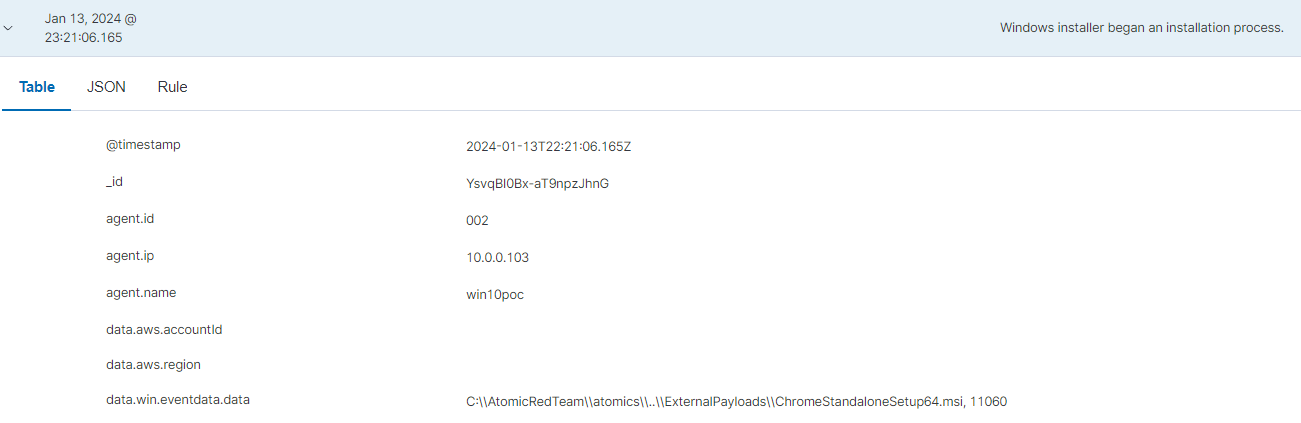 Jan 13, 2024 @
23:21:06.165
Windows installer began an installation process.
Table JSON Rule
@timestamp 2024-01-13T22:21:06.165Z
_id YsvqBI0Bx-aT9npzJhnG
agent.id 002
agent.ip 10.0.0.103
agent.name win10poc
data.aws.accountId
data.aws.region
data.win.eventdata.data C:\\AtomicRedTeam\\atomics\\..\\ExternalPayloads\\ChromeStandaloneSetup64.msi, 11060